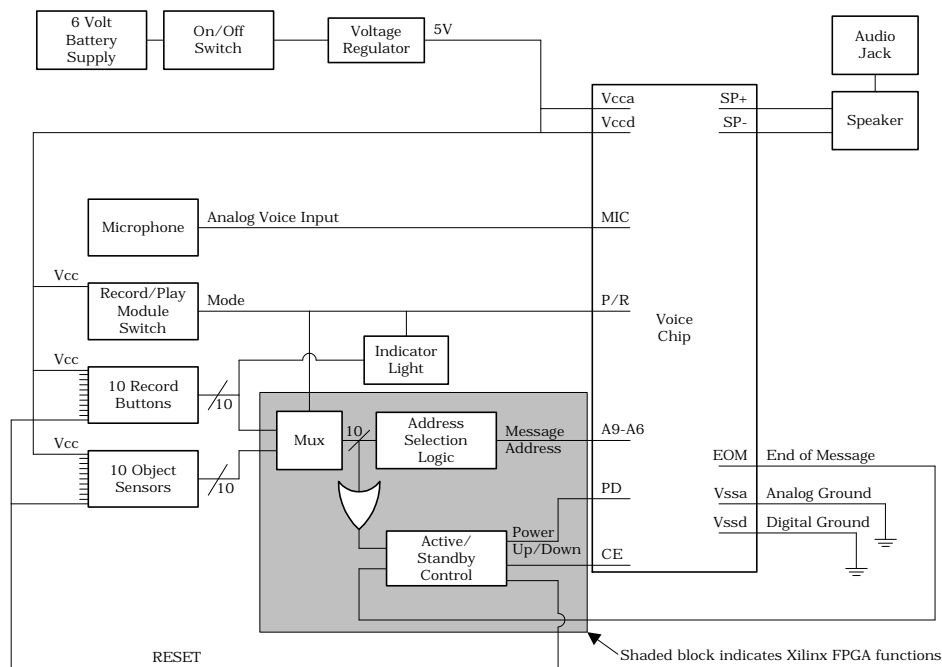 6 Volt
Battery
Supply
On/Off
Switch
Voltage
Regulator
5V
Audio
Jack
Vcca
SP+
Vccd
SP-
Speaker
Microphone
Analog Voice Input
MIC
Vcc
Record/Play
Module
Switch
Mode
P/R
Voice
Chip
Indicator
Light
Vcc
10 Record
Buttons
10
Mux
10
Address
Selection
Logic
Message
Address
A9-A6
Vcc
10 Object
Sensors
10
EOM
End of Message
PD
Vssa
Analog Ground
Vssd
Digital Ground
Active/
Standby
Control
Power
Up/Down
CE
RESET
Shaded block indicates Xilinx FPGA functions